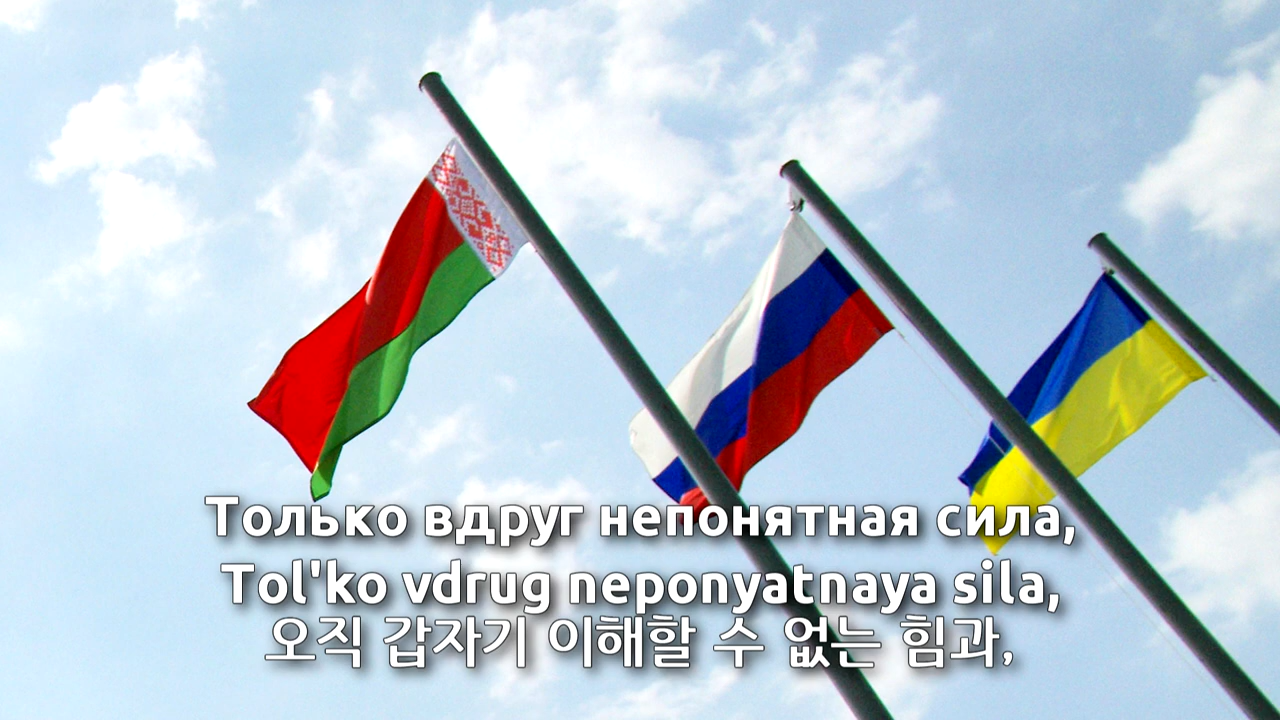 Только вдруг непонятная сила,
Tol'ko vdrug neponyatnaya sila,
오직 갑자기 이해할 수 없는 힘과,